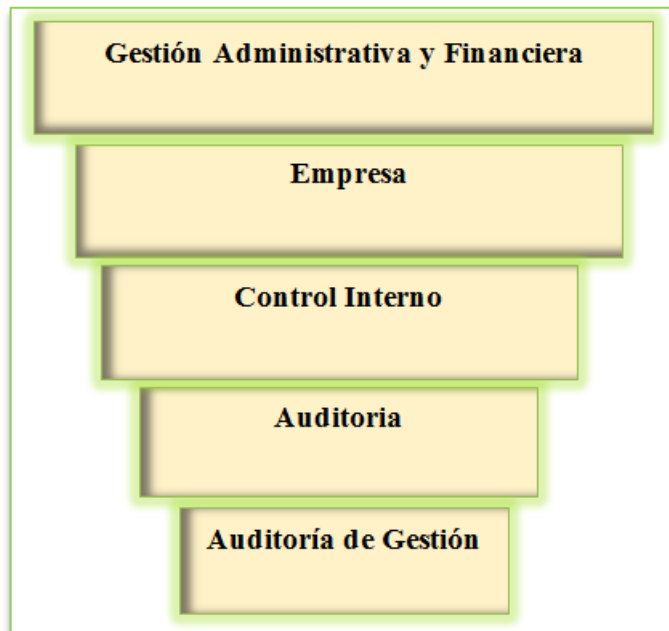 Gestión Administrativa y Financiera
Empresa
Control Interno
Auditoria
Auditoría de Gestión